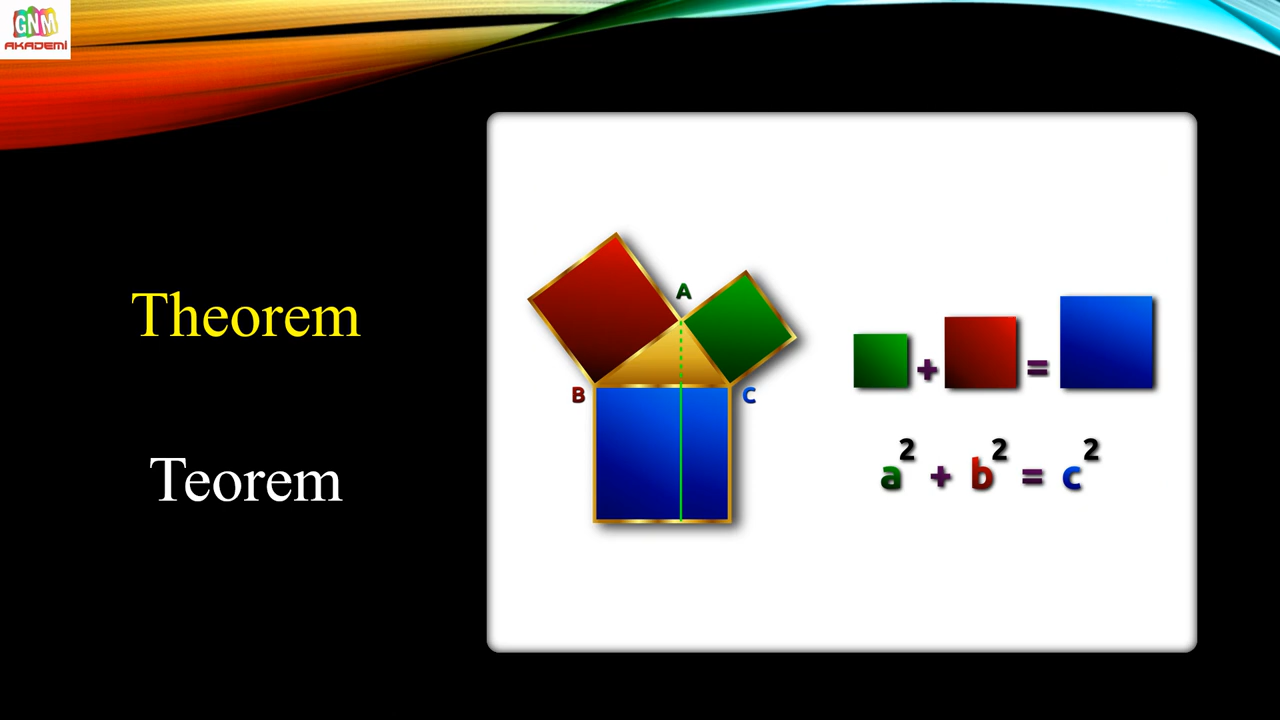 GNM
AKADEMİ
Theorem
Teorem
A
B
C
+ =
a² + b² = c²